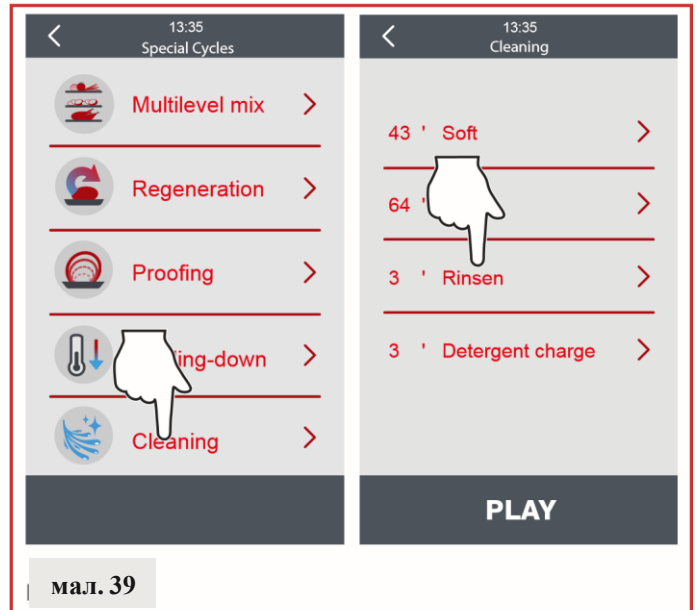 13:35
Special Cycles
Multilevel mix
Regeneration
Proofing
ing-down
Cleaning
13:35
Cleaning
43 ' Soft
64 '
3 ' Rinsen
3 ' Detergent charge
PLAY
мал. 39